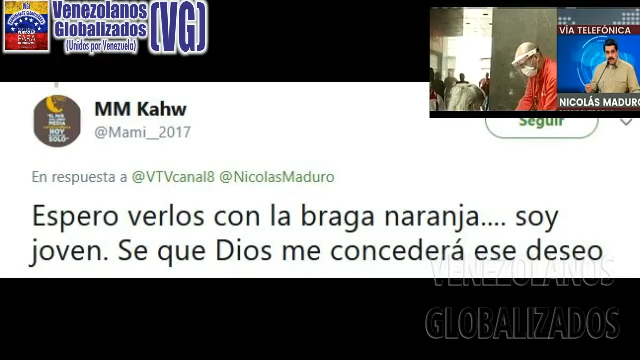 Venezolanos
Globalizados
(Unidos por Venezuela)
(VG)
VÍA TELEFÓNICA
NICOLÁS MADURO
MM Kahw
@Mami__2017
Seguir
En respuesta a @VTVcanal8 @NicolasMaduro
Espero verlos con la braga naranja.... soy
joven. Se que Dios me concederá ese deseo
VENEZOLANOS
GLOBALIZADOS